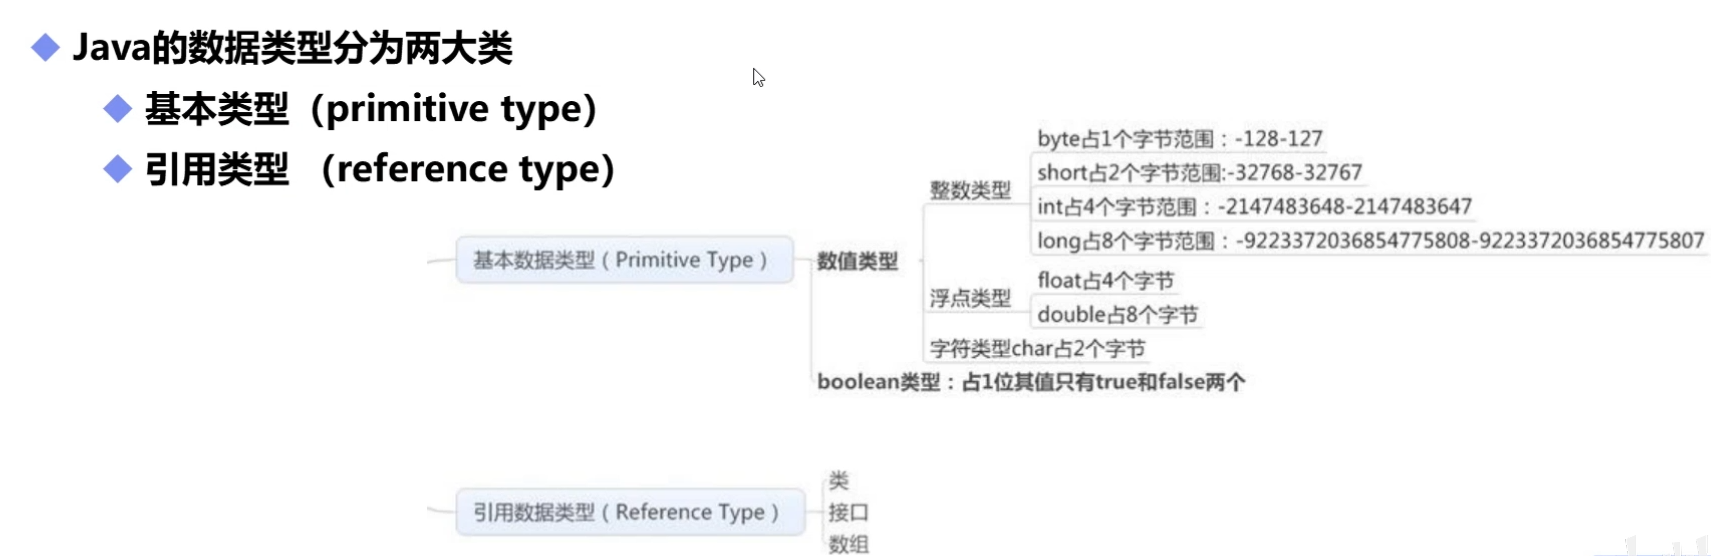 Java的数据类型分为两大类
基本类型（primitive type）
引用类型 （reference type）
基本数据类型（Primitive Type）
数值类型
整数类型
byte占1个字节范围：-128-127
short占2个字节范围:-32768-32767
int占4个字节范围：-2147483648-2147483647
long占8个字节范围：-9223372036854775808-9223372036854775807
浮点类型
float占4个字节
double占8个字节
字符类型char占2个字节
boolean类型：占1位其值只有true和false两个
引用数据类型（Reference Type）
类
接口
数组